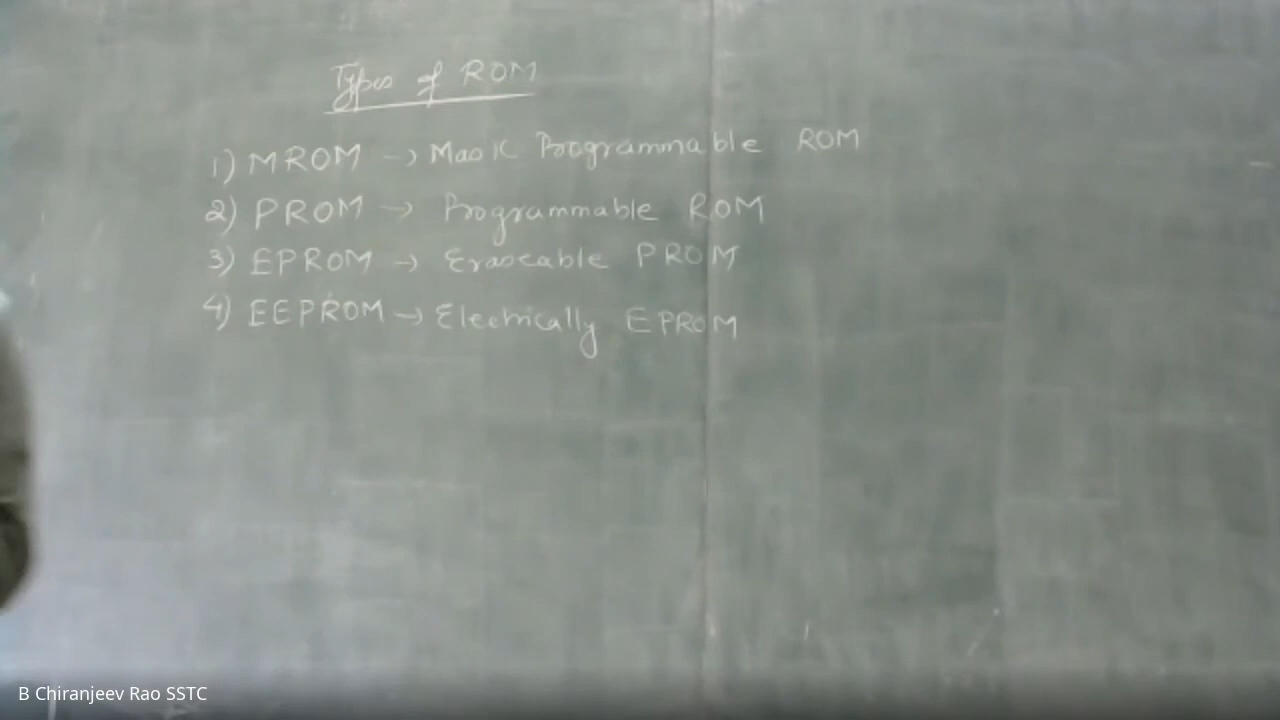 Types of ROM
1) MROM → Mask Programmable ROM
2) PROM → Programmable ROM
3) EPROM → Eraseable PROM
4) EEPROM → Electrically EPROM
B Chiranjeev Rao SSTC